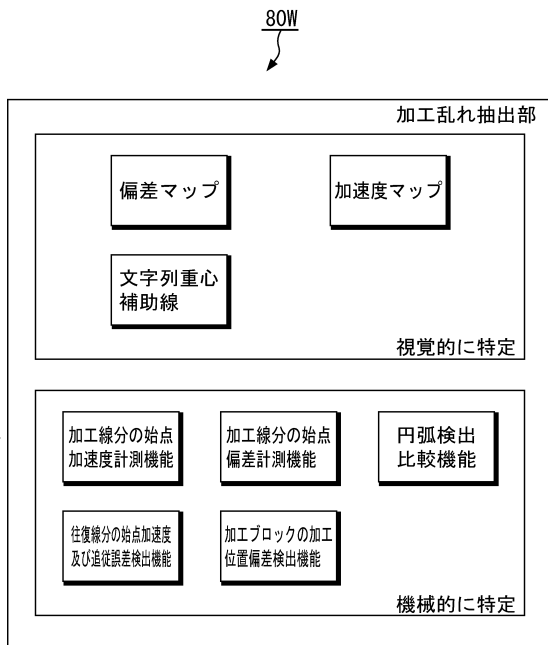 80W
加工乱れ抽出部
偏差マップ
加速度マップ
文字列重心
補助線
視覚的に特定
加工線分の始点
加速度計測機能
加工線分の始点
偏差計測機能
円弧検出
比較機能
往復線分の始点加速度
及び追従誤差検出機能
加工ブロックの加工
位置偏差検出機能
機械的に特定